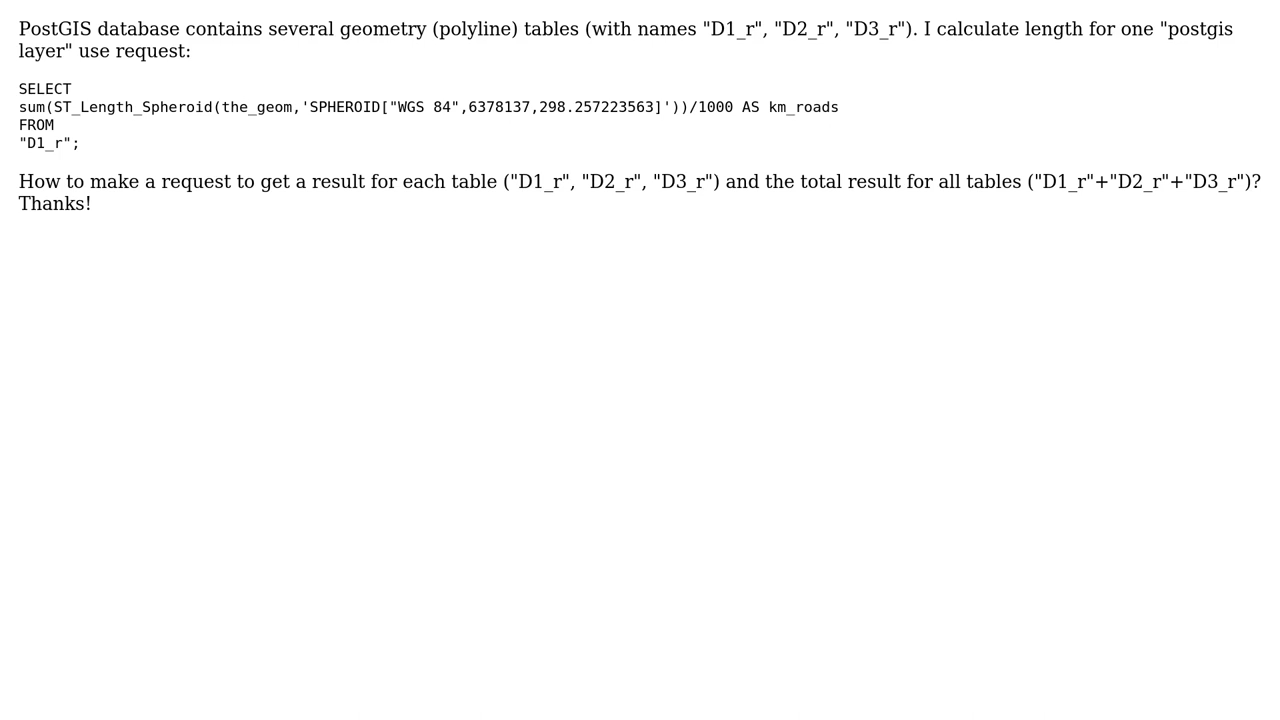 PostGIS database contains several geometry (polyline) tables (with names "D1_r", "D2_r", "D3_r"). I calculate length for one "postgis
layer" use request:
SELECT
sum(ST_Length_Spheroid(the_geom,'SPHEROID["WGS 84",6378137,298.257223563]'))/1000 AS km_roads
FROM
"D1_r";
How to make a request to get a result for each table ("D1_r", "D2_r", "D3_r") and the total result for all tables ("D1_r"+"D2_r"+"D3_r")?
Thanks!